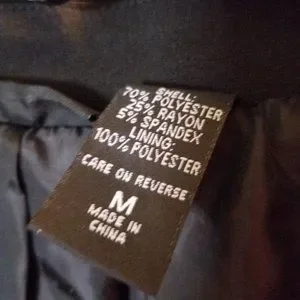 SHELL:
70% POLYESTER
25% RAYON
5% SPANDEX
LINING:
100% POLYESTER
CARE ON REVERSE
M
MADE IN
CHINA